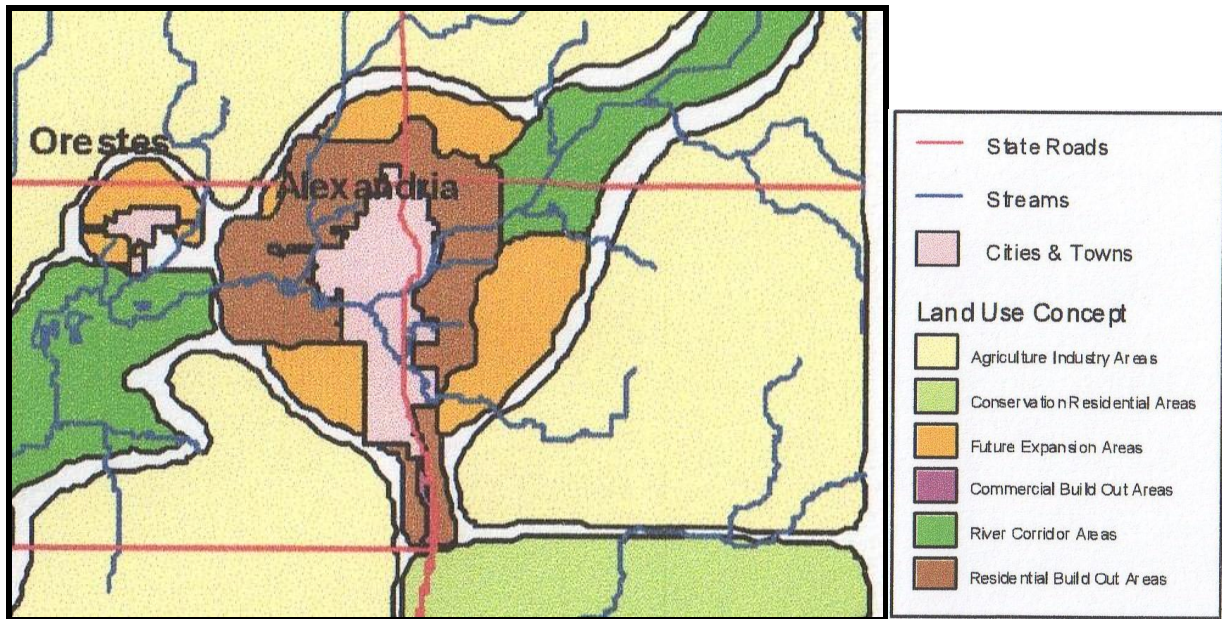 Orestes
Alexandria
State Roads
Streams
Cities & Towns
Land Use Concept
Agriculture Industry Areas
Conservation Residential Areas
Future Expansion Areas
Commercial Build Out Areas
River Corridor Areas
Residential Build Out Areas